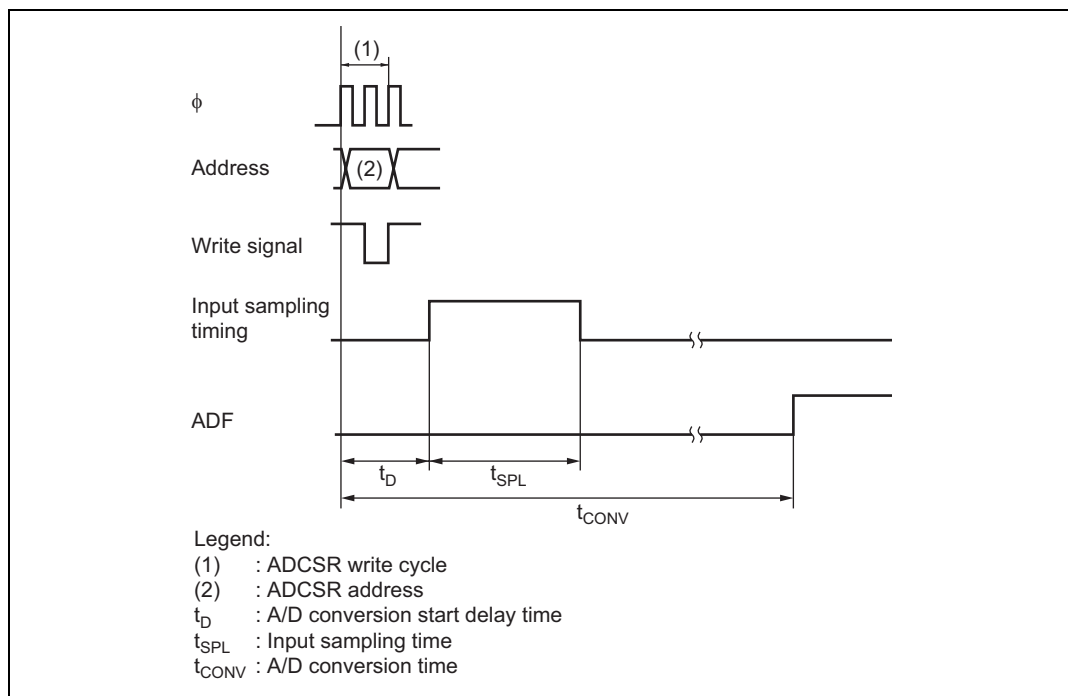 (1)
ϕ
Address
(2)
Write signal
Input sampling
timing
ADF
tD
tSPL
tCONV
Legend:
(1) : ADCSR write cycle
(2) : ADCSR address
tD : A/D conversion start delay time
tSPL : Input sampling time
tCONV : A/D conversion time